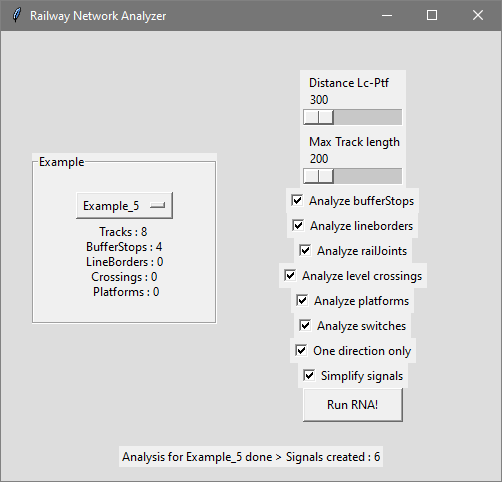 Railway Network Analyzer
Distance Lc-Ptf
300
Max Track length
200
Example
Example_5
Tracks : 8
BufferStops : 4
LineBorders : 0
Crossings : 0
Platforms : 0
Analyze bufferStops
Analyze lineborders
Analyze railJoints
Analyze level crossings
Analyze platforms
Analyze switches
One direction only
Simplify signals
Run RNA!
Analysis for Example_5 done > Signals created : 6